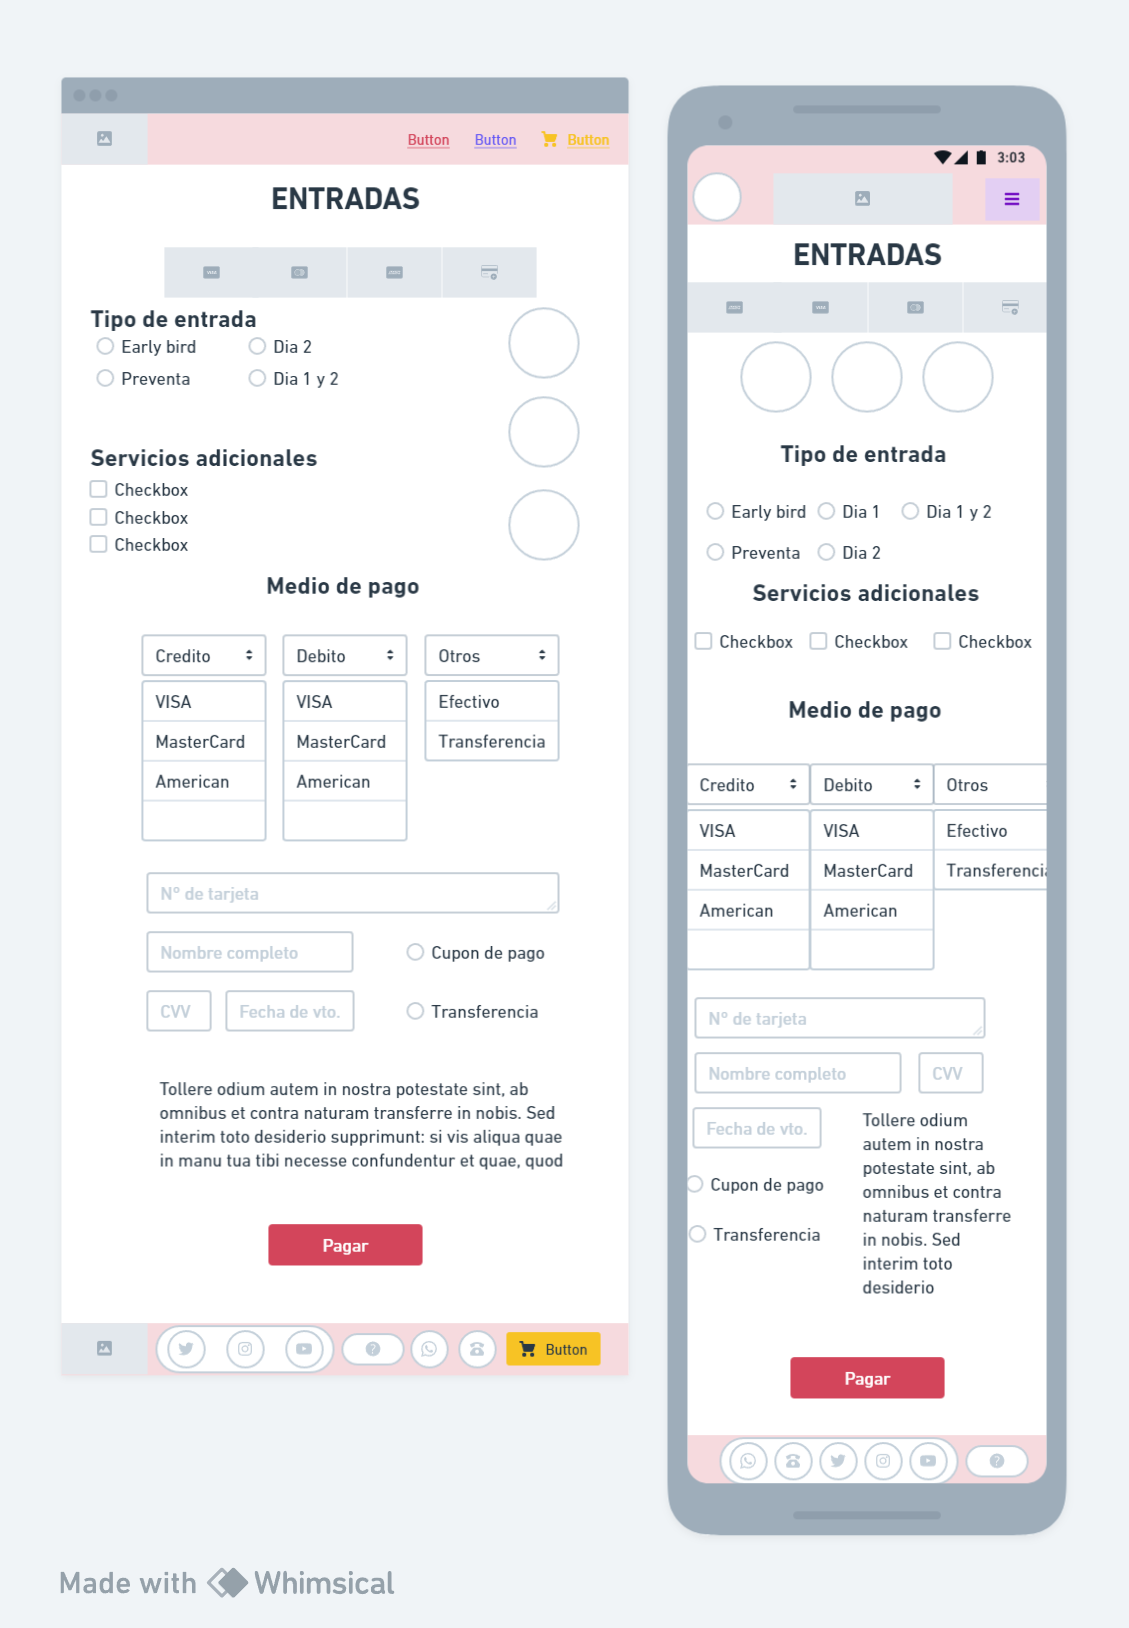 Button Button Button
ENTRADAS
Tipo de entrada
Early bird Dia 2
Preventa Dia 1 y 2
Servicios adicionales
Checkbox
Checkbox
Checkbox
Medio de pago
Credito Debito Otros
VISA VISA Efectivo
MasterCard MasterCard Transferencia
American American
N° de tarjeta
Nombre completo Cupon de pago
CVV Fecha de vto. Transferencia
Tollere odium autem in nostra potestate sint, ab
omnibus et contra naturam transferre in nobis. Sed
interim toto desiderio supprimunt: si vis aliqua quae
in manu tua tibi necesse confundentur et quae, quod
Pagar
Button
3:03
ENTRADAS
Tipo de entrada
Early bird Dia 1 Dia 1 y 2
Preventa Dia 2
Servicios adicionales
Checkbox Checkbox Checkbox
Medio de pago
Credito Debito Otros
VISA VISA Efectivo
MasterCard MasterCard Transferenci
American American
N° de tarjeta
Nombre completo CVV
Fecha de vto.
Cupon de pago
Transferencia
Tollere odium
autem in nostra
potestate sint, ab
omnibus et contra
naturam transferre
in nobis. Sed
interim toto
desiderio
Pagar
Made with Whimsical